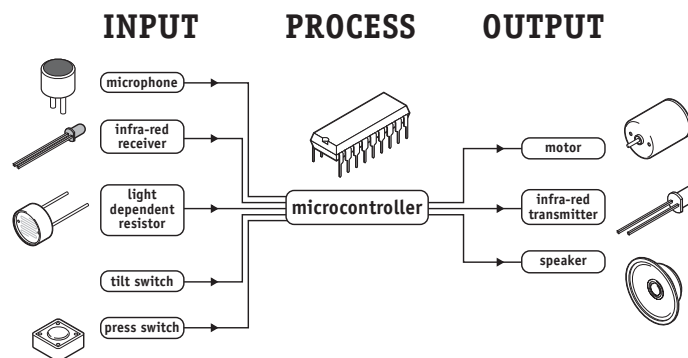 INPUT
PROCESS
OUTPUT
microphone
infra-red
receiver
light
dependent
resistor
tilt switch
press switch
microcontroller
motor
infra-red
transmitter
speaker